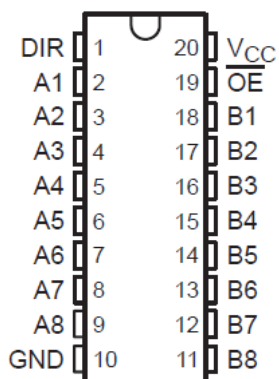 DIR 1 20 VCC
A1 2 19 OE
A2 3 18 B1
A3 4 17 B2
A4 5 16 B3
A5 6 15 B4
A6 7 14 B5
A7 8 13 B6
A8 9 12 B7
GND 10 11 B8